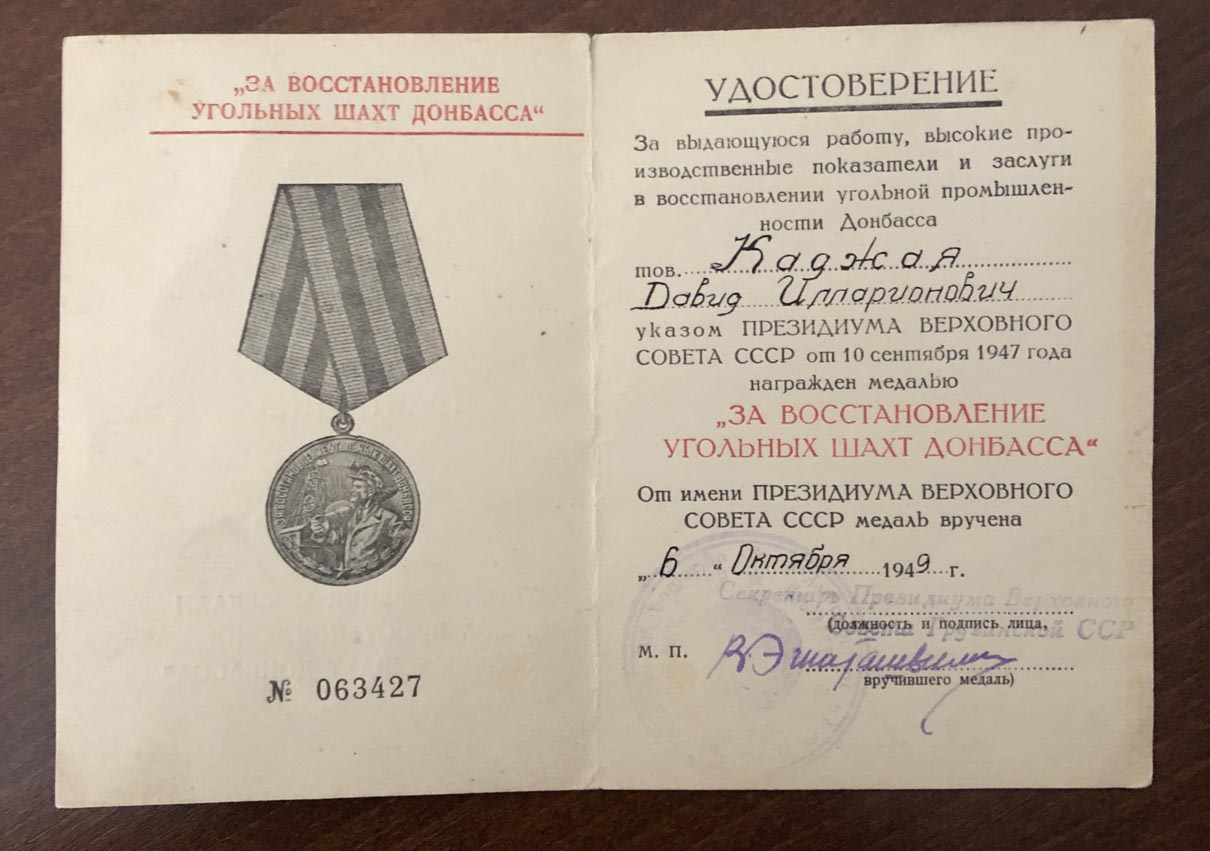 „ЗА ВОССТАНОВЛЕНИЕ
УГОЛЬНЫХ ШАХТ ДОНБАССА“
№ 063427
УДОСТОВЕРЕНИЕ
За выдающуюся работу, высокие про-
изводственные показатели и заслуги
в восстановлении угольной промышлен-
ности Донбасса
тов. Каджая
Давид Илларионович
указом ПРЕЗИДИУМА ВЕРХОВНОГО
СОВЕТА СССР от 10 сентября 1947 года
награжден медалью
„ЗА ВОССТАНОВЛЕНИЕ
УГОЛЬНЫХ ШАХТ ДОНБАССА“
От имени ПРЕЗИДИУМА ВЕРХОВНОГО
СОВЕТА СССР медаль вручена
„6“ Октября 1949 г.
Секретарь Президиума Верховного
(должность и подпись лица,
Совета Грузинской ССР
М. П.
вручившего медаль)